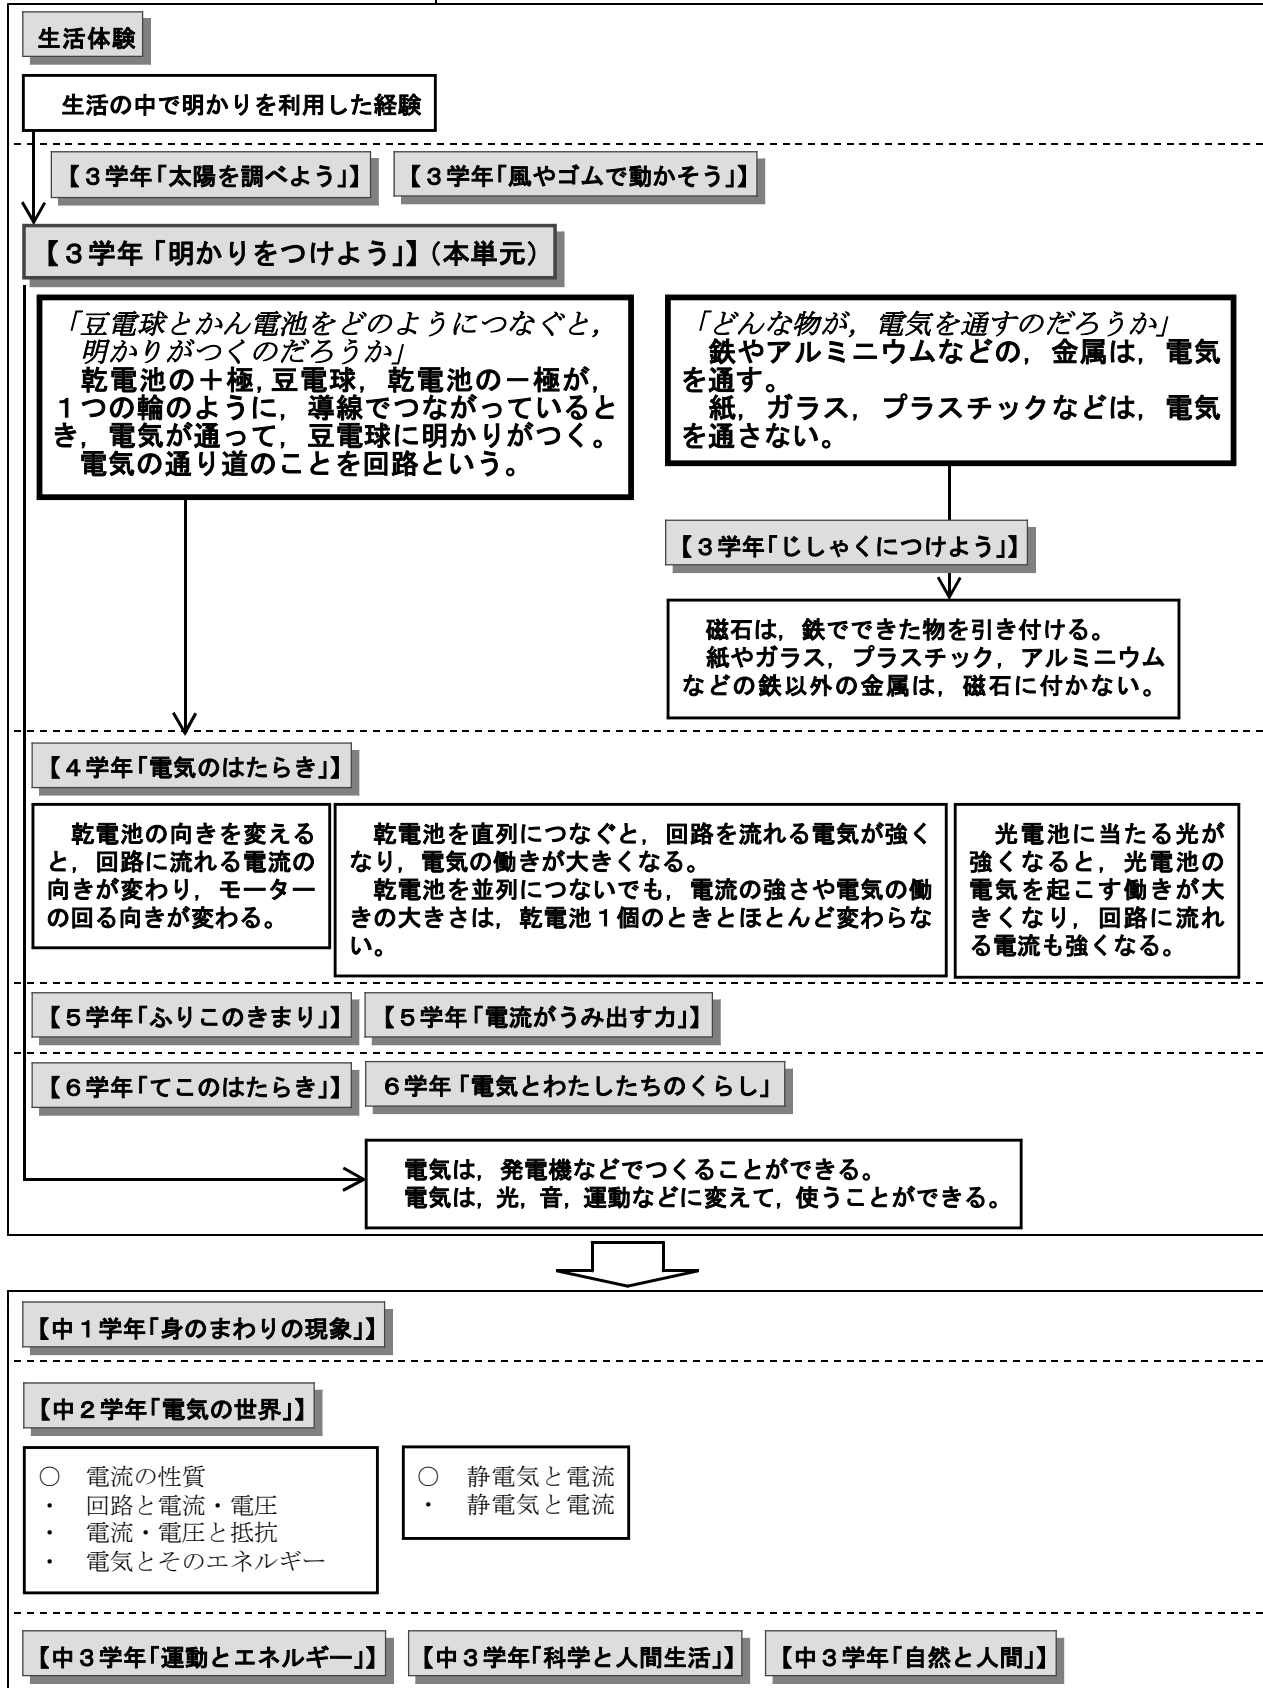 生活体験
生活の中で明かりを利用した経験
【３学年「太陽を調べよう」】
【３学年「風やゴムで動かそう」】
【３学年「明かりをつけよう」】（本単元）
「豆電球とかん電池をどのようにつなぐと，
明かりがつくのだろうか」
乾電池の＋極，豆電球，乾電池の－極が，
１つの輪のように，導線でつながっていると
き，電気が通って，豆電球に明かりがつく。
電気の通り道のことを回路という。
「どんな物が，電気を通すのだろうか」
鉄やアルミニウムなどの，金属は，電気
を通す。
紙，ガラス，プラスチックなどは，電気
を通さない。
【３学年「じしゃくにつけよう」】
磁石は，鉄でできた物を引き付ける。
紙やガラス，プラスチック，アルミニウム
などの鉄以外の金属は，磁石に付かない。
【４学年「電気のはたらき」】
乾電池の向きを変える
と，回路に流れる電流の
向きが変わり，モーター
の回る向きが変わる。
乾電池を直列につなぐと，回路を流れる電気が強く
なり，電気の働きが大きくなる。
乾電池を並列につないでも，電流の強さや電気の働
きの大きさは，乾電池１個のときとほとんど変わらな
い。
光電池に当たる光が
強くなると，光電池の
電気を起こす働きが大
きくなり，回路に流れ
る電流も強くなる。
【５学年「ふりこのきまり」】
【５学年「電流がうみ出す力」】
【６学年「てこのはたらき」】
６学年「電気とわたしたちのくらし」
電気は，発電機などでつくることができる。
電気は，光，音，運動などに変えて，使うことができる。
【中１学年「身のまわりの現象」】
【中２学年「電気の世界」】
○　電流の性質
・　回路と電流・電圧
・　電流・電圧と抵抗
・　電気とそのエネルギー
○　静電気と電流
・　静電気と電流
【中３学年「運動とエネルギー」】
【中３学年「科学と人間生活」】
【中３学年「自然と人間」】